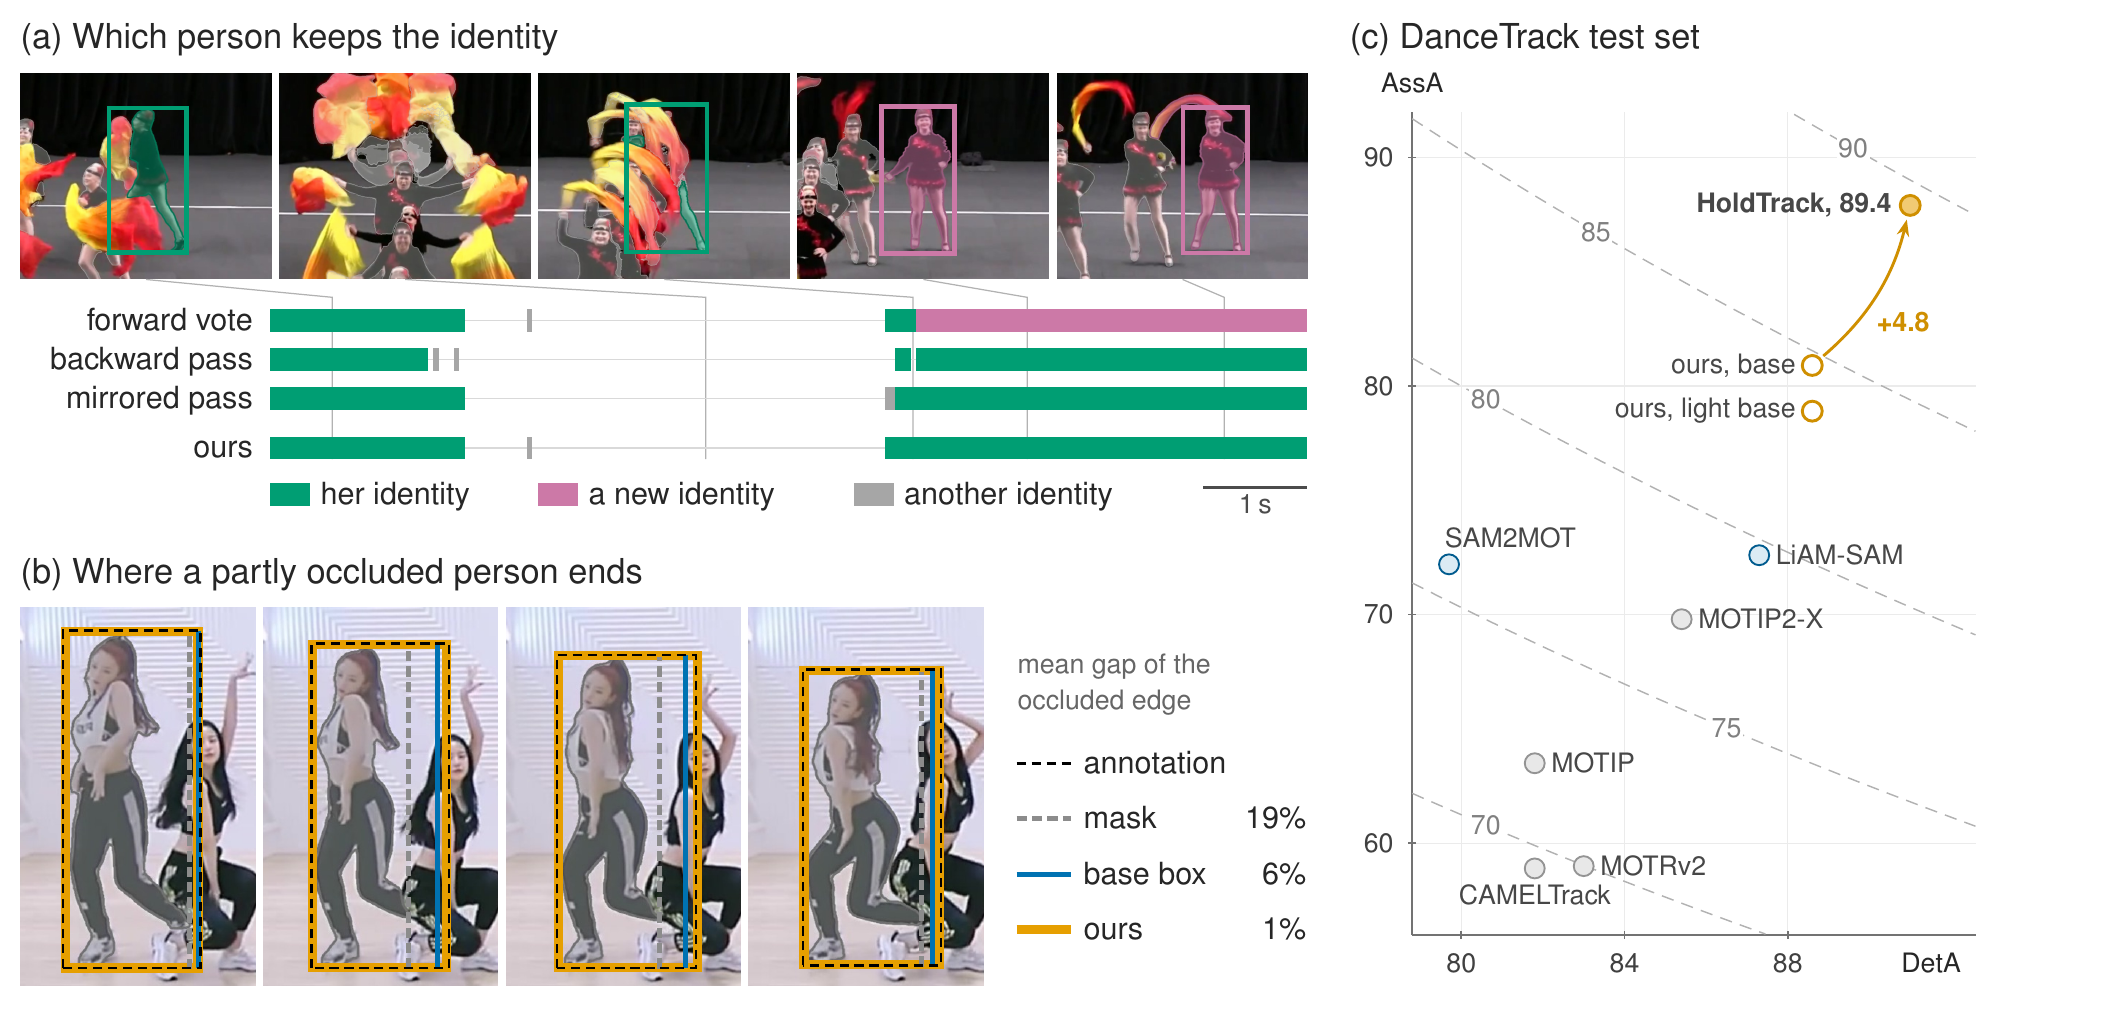 (a) Which person keeps the identity
forward vote
backward pass
mirrored pass
ours
her identity
a new identity
another identity
1 s
(b) Where a partly occluded person ends
mean gap of the
occluded edge
annotation
mask 19%
base box 6%
ours 1%
(c) DanceTrack test set
AssA
90
90
HoldTrack, 89.4
85
+4.8
ours, base
80
80
ours, light base
SAM2MOT
LiAM-SAM
70
MOTIP2-X
75
MOTIP
70
60
MOTRv2
CAMELTrack
80 84 88 DetA